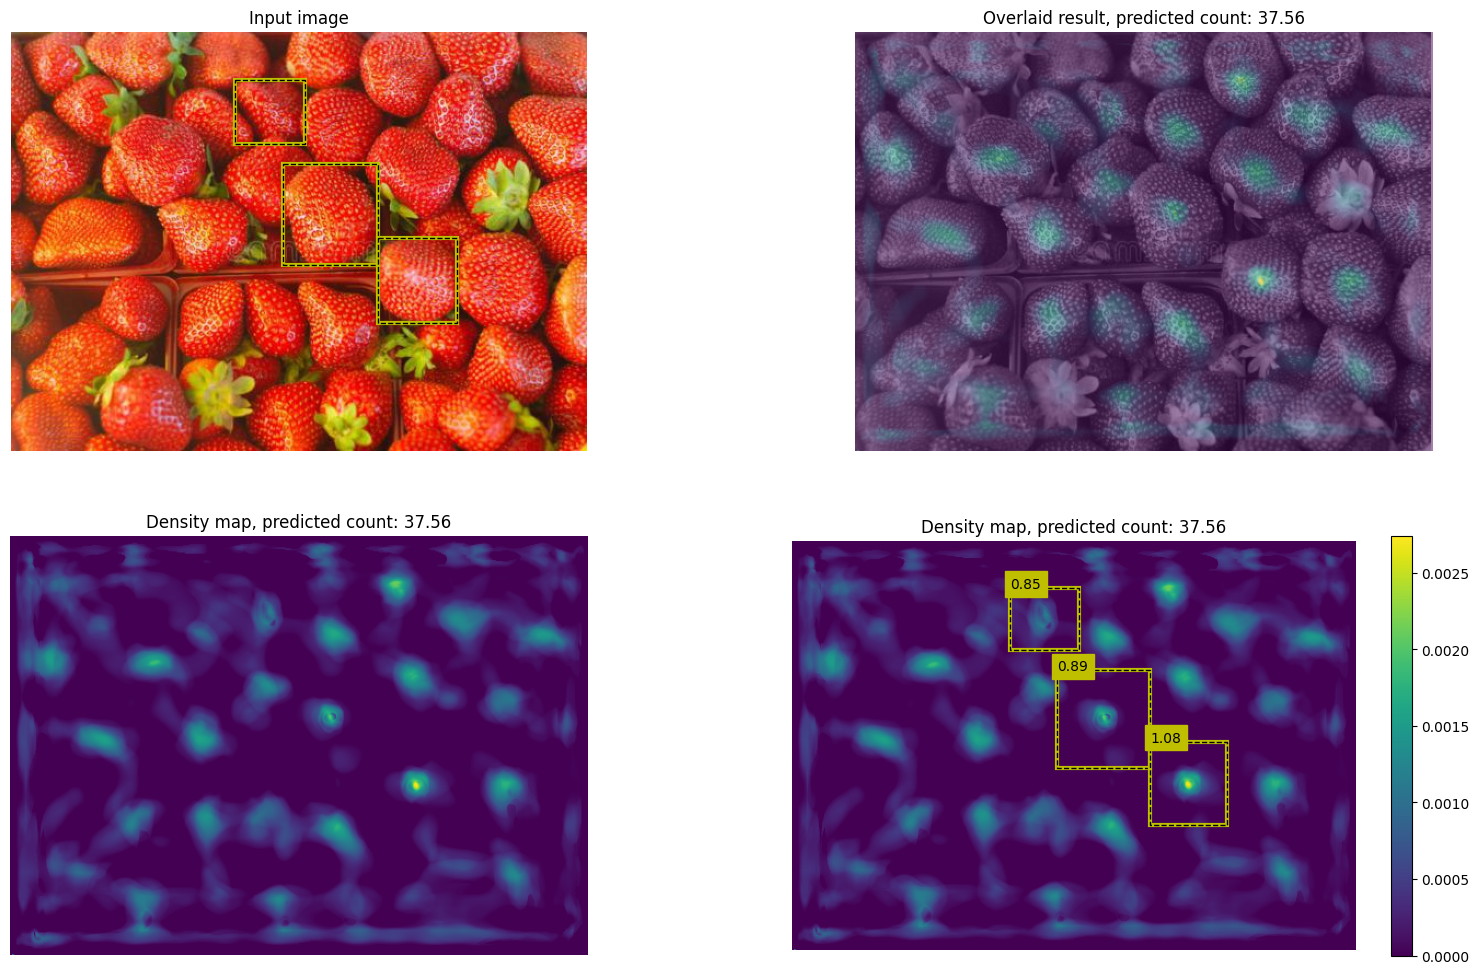 Input image
Overlaid result, predicted count: 37.56
Density map, predicted count: 37.56
Density map, predicted count: 37.56
0.85
0.89
1.08
0.0025
0.0020
0.0015
0.0010
0.0005
0.0000